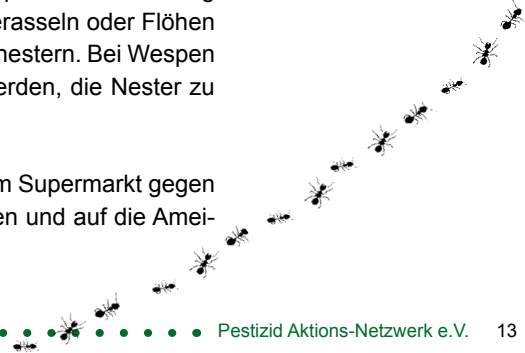 erasseln oder Flöhen
nestern. Bei Wespen
erden, die Nester zu
m Supermarkt gegen
en und auf die Amei-
Pestizid Aktions-Netzwerk e.V. 13